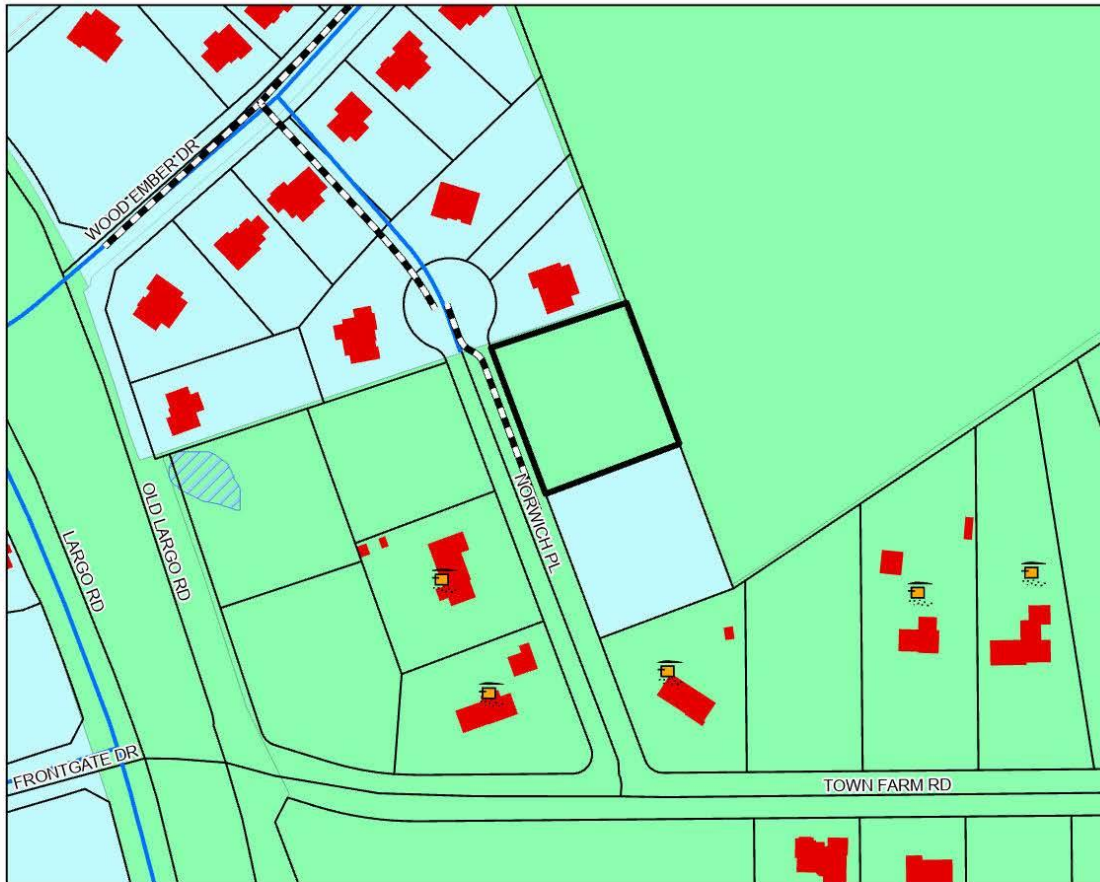 WOOD EMBER DR
NORWICH PL
OLD LARGO RD
LARGO RD
FRONTGATE DR
TOWN FARM RD